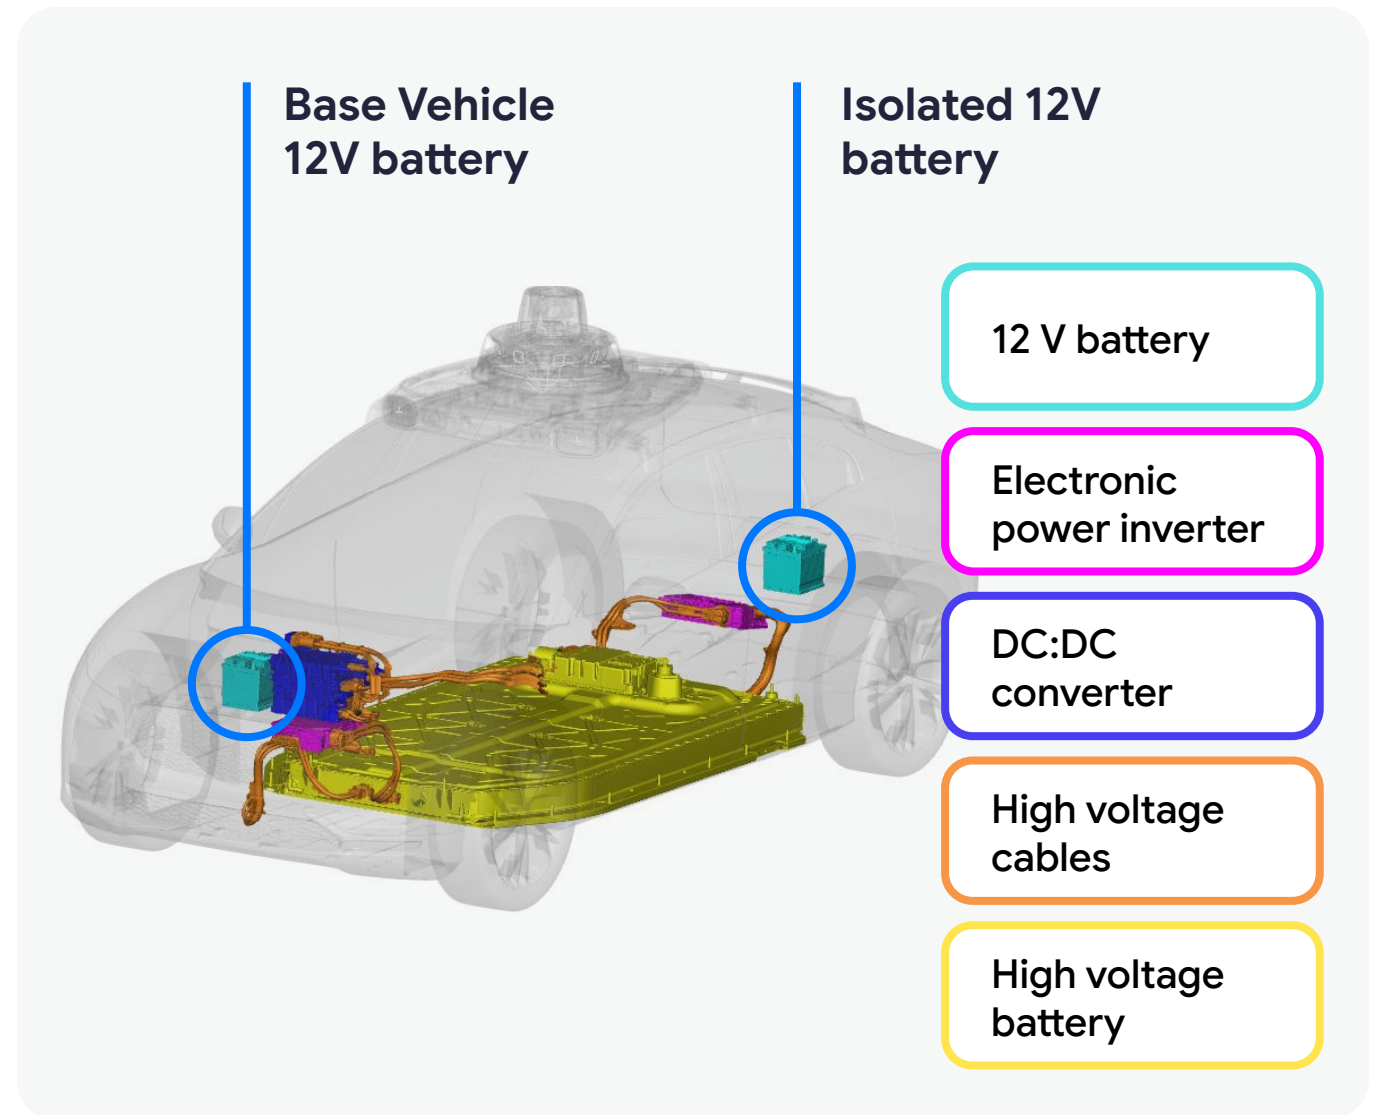 Base Vehicle
12V battery
Isolated 12V
battery
12 V battery
Electronic
power inverter
DC:DC
converter
High voltage
cables
High voltage
battery